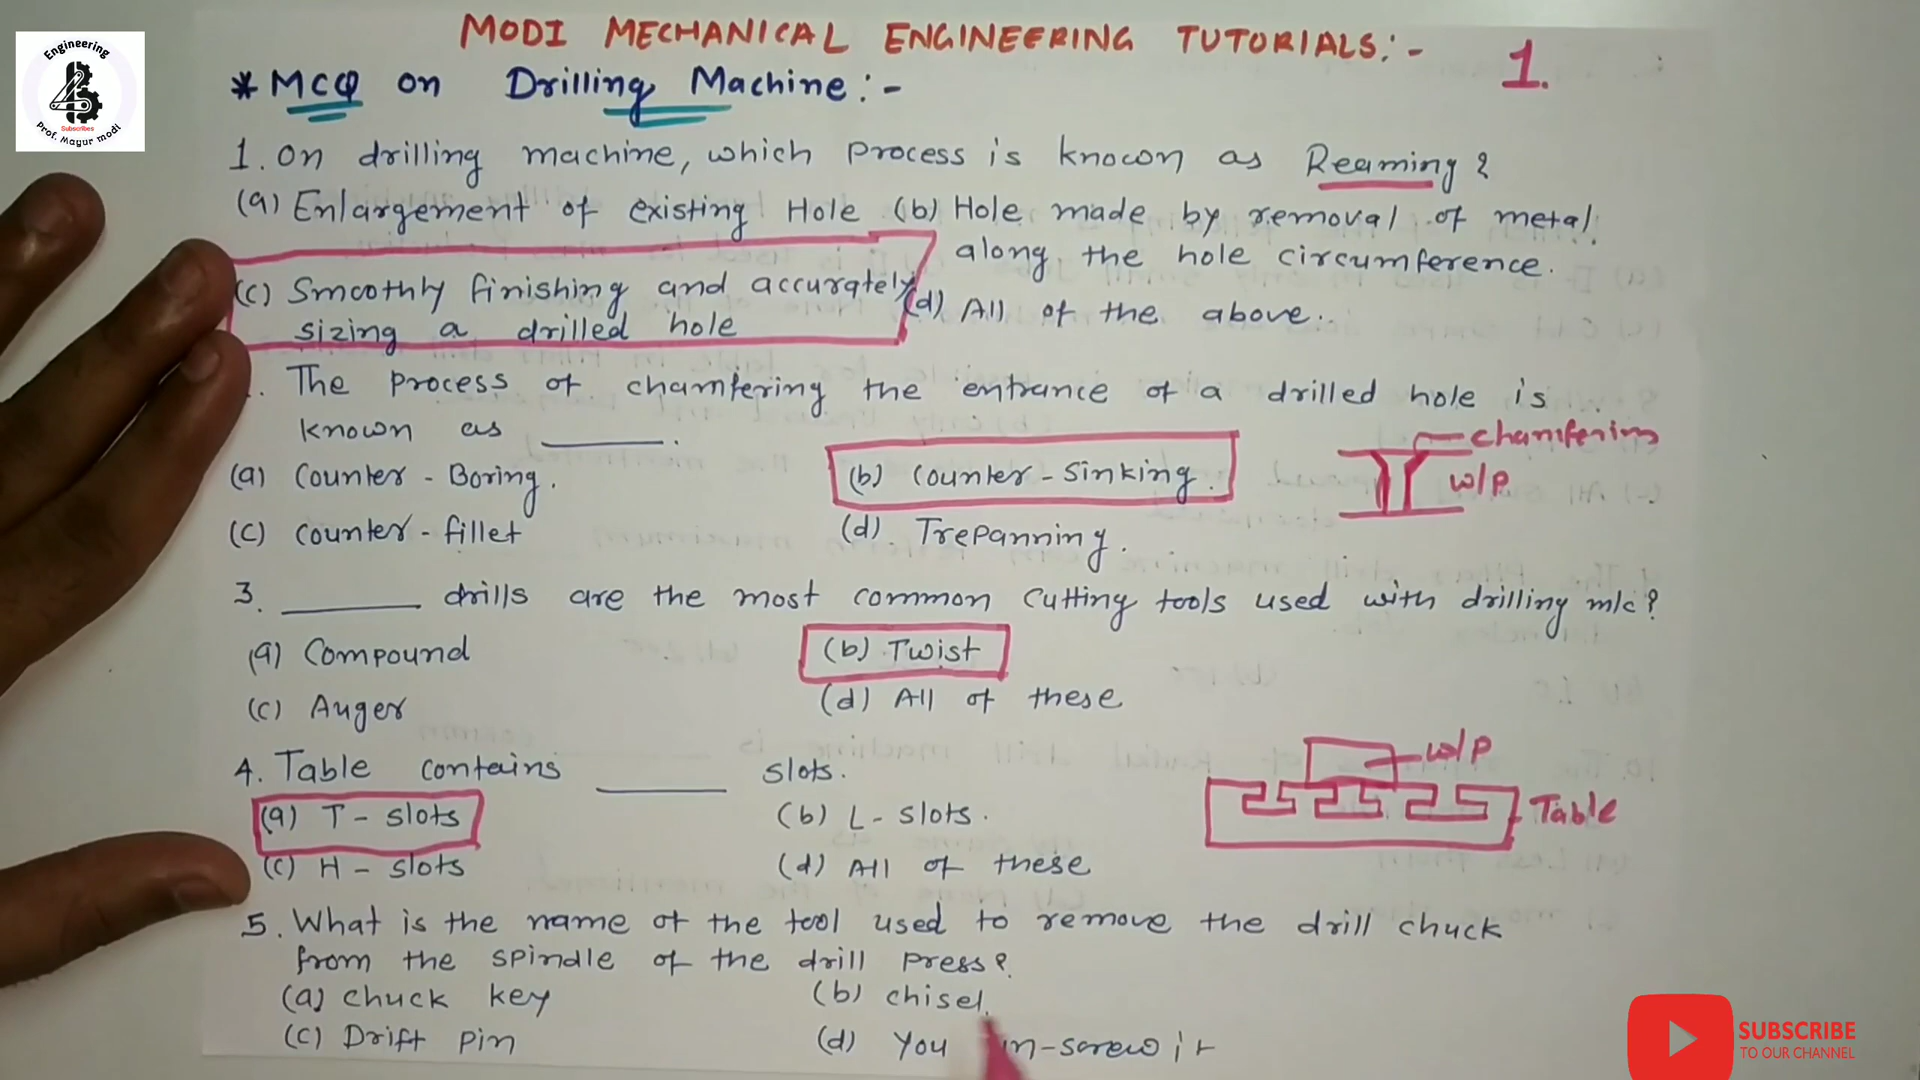 MODI MECHANICAL ENGINEERING TUTORIALS:-
1.
Engineering
Subscribes
Prof. Mayur modi
* MCQ on Drilling Machine:-
1. On drilling machine, which process is known as Reaming?
(a) Enlargement of existing Hole (b) Hole made by removal of metal
along the hole circumference.
(c) Smoothly finishing and accurately
sizing a drilled hole
(d) All of the above..
. The process of chamfering the entrance of a drilled hole is
known as ______.
chamfering
w/p
(a) Counter - Boring.
(b) Counter - Sinking.
(c) Counter - fillet
(d). Trepanning.
3. ______ drills are the most common cutting tools used with drilling m/c?
(a) Compound
(b) Twist
(c) Auger
(d) All of these
4. Table contains ______ slots.
w/p
Table
(a) T - slots
(b) L - slots.
(c) H - slots
(d) All of these
5. What is the name of the tool used to remove the drill chuck
from the spindle of the drill press?
(a) chuck key
(b) chisel.
(c) Drift pin
(d) You n-screw it
SUBSCRIBE
TO OUR CHANNEL